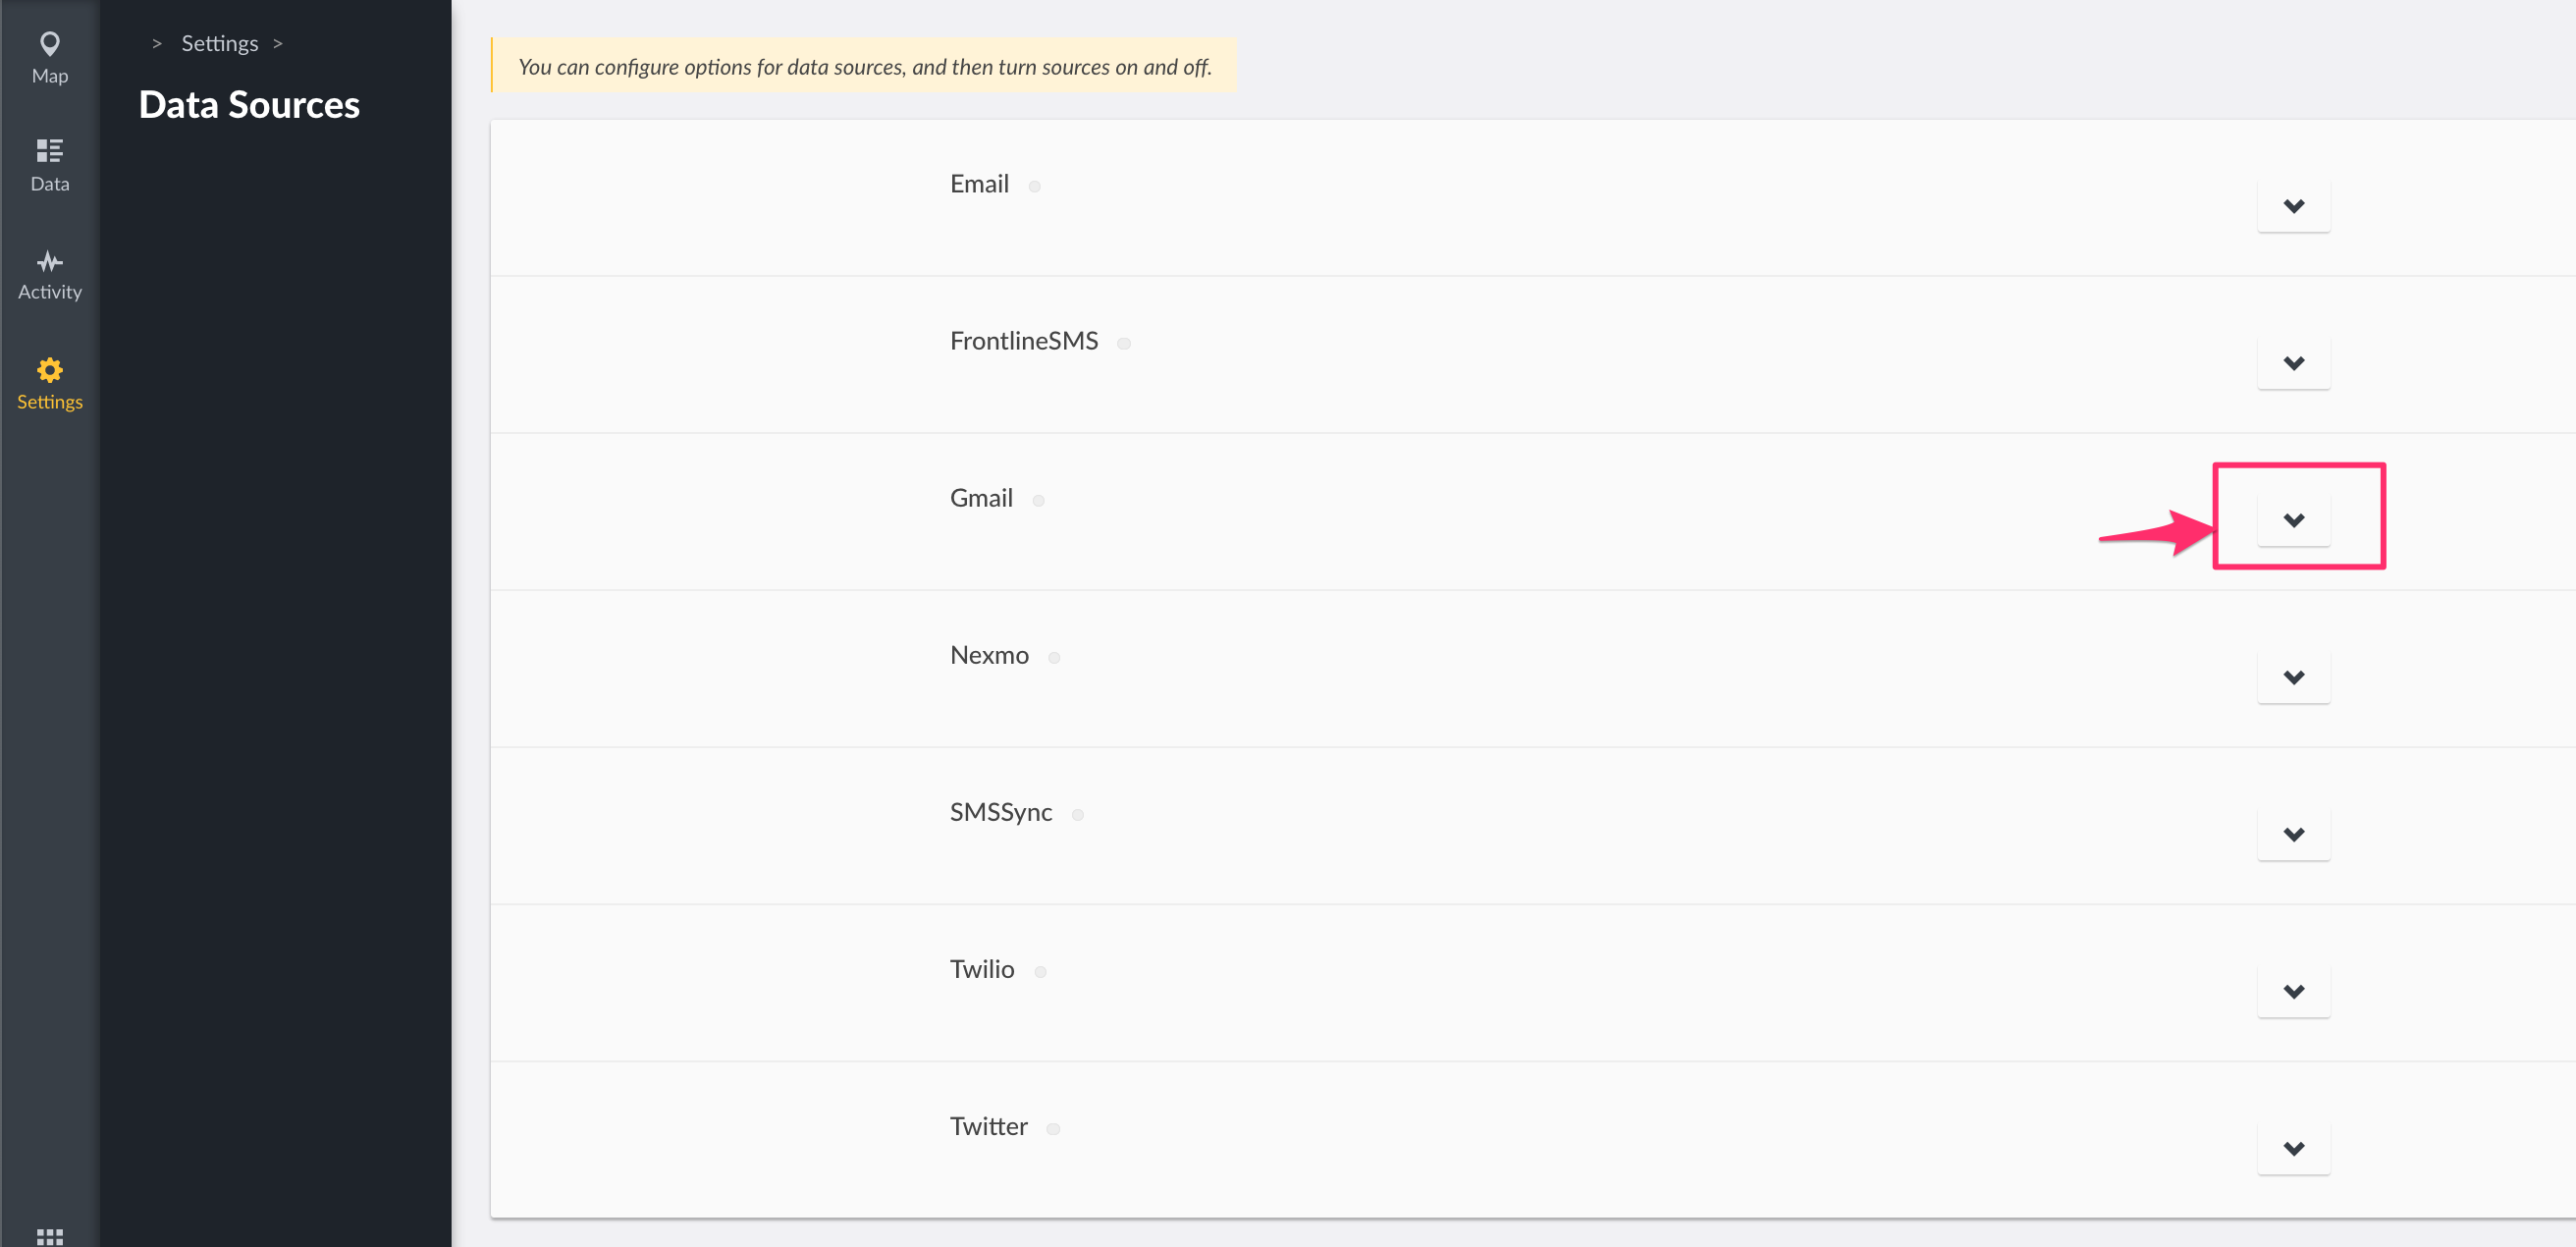 Map
Data
Activity
Settings
> Settings >
Data Sources
You can configure options for data sources, and then turn sources on and off.
Email
FrontlineSMS
Gmail
Nexmo
SMSSync
Twilio
Twitter